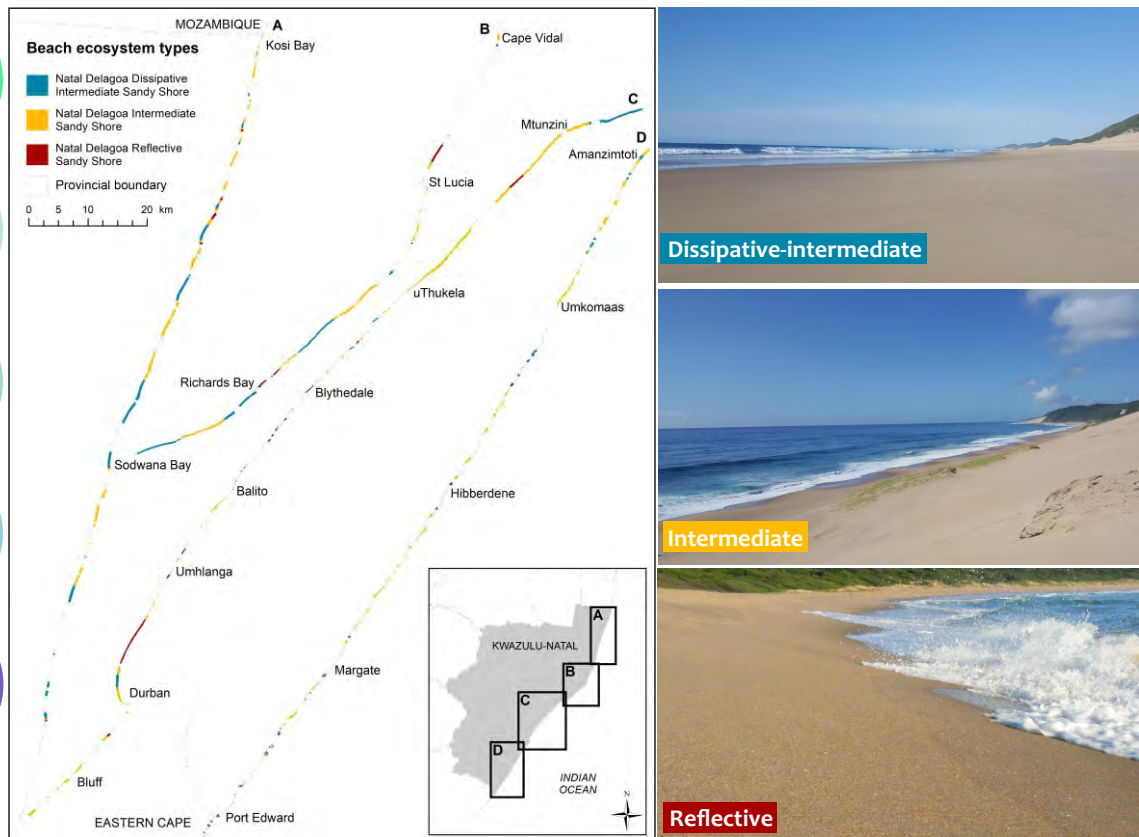 MOZAMBIQUE A
Kosi Bay
Beach ecosystem types
Natal Delagoa Dissipative
Intermediate Sandy Shore
Natal Delagoa Intermediate
Sandy Shore
Natal Delagoa Reflective
Sandy Shore
Provincial boundary
0 5 10 20 km
B
Cape Vidal
C
Mtunzini
D
Amanzimtoti
St Lucia
uThukela
Umkomaas
Richards Bay
Blythedale
Sodwana Bay
Balito
Hibberdene
Umhlanga
Margate
Durban
Bluff
EASTERN CAPE
Port Edward
KWAZULU-NATAL
A
B
C
D
INDIAN
OCEAN
N
Dissipative-intermediate
Intermediate
Reflective